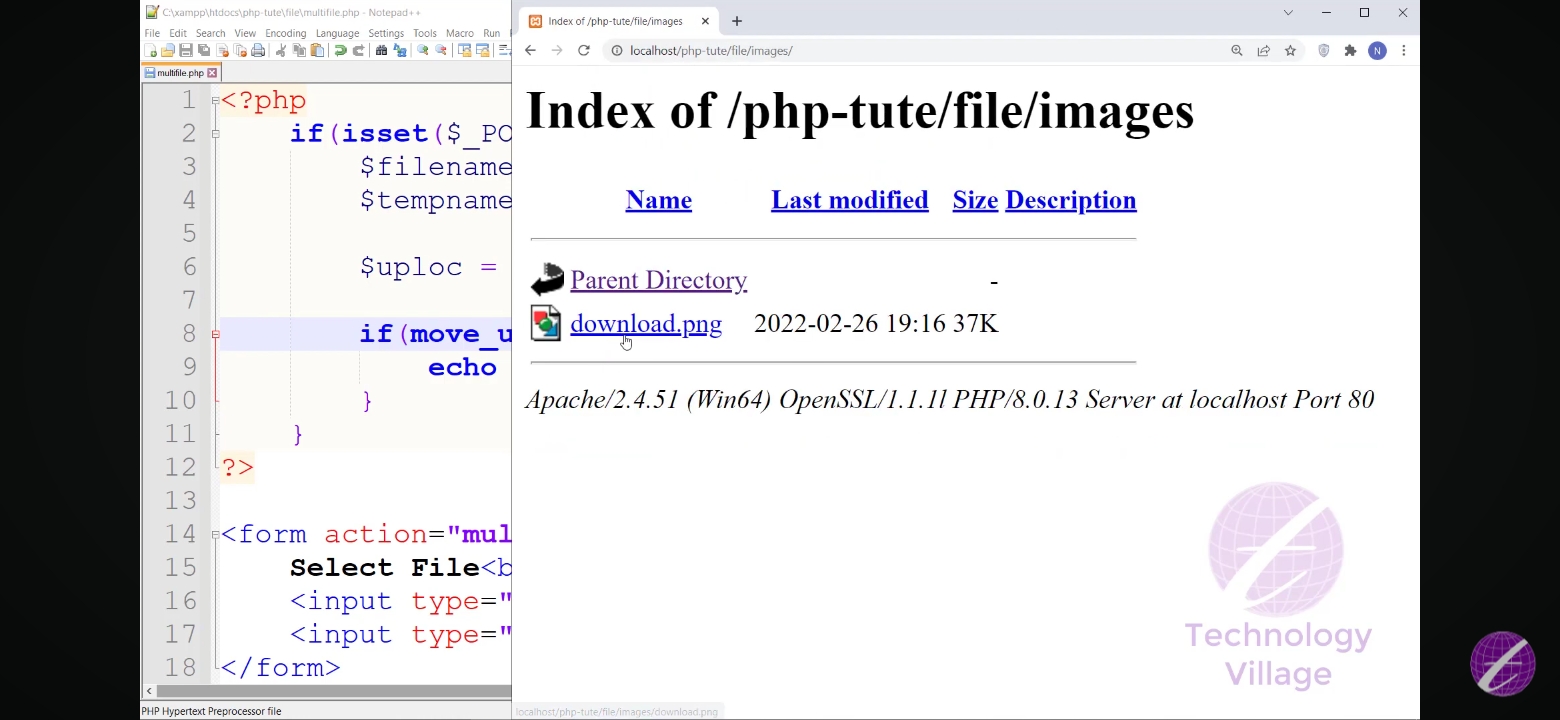 C:\xampp\htdocs\php-tute\file\multifile.php - Notepad++
File Edit Search View Encoding Language Settings Tools Macro Run
multifile.php
1 <?php
2 if(isset($_PO
3 $filename
4 $tempname
5
6 $uploc =
7
8 if(move_u
9 echo
10 }
11 }
12 ?>
13
14 <form action="mul
15 Select File<b
16 <input type="
17 <input type="
18 </form>
PHP Hypertext Preprocessor file
Index of /php-tute/file/images
localhost/php-tute/file/images/
N
Index of /php-tute/file/images
Name Last modified Size Description
Parent Directory -
download.png 2022-02-26 19:16 37K
Apache/2.4.51 (Win64) OpenSSL/1.1.1l PHP/8.0.13 Server at localhost Port 80
Technology
Village
localhost/php-tute/file/images/download.png